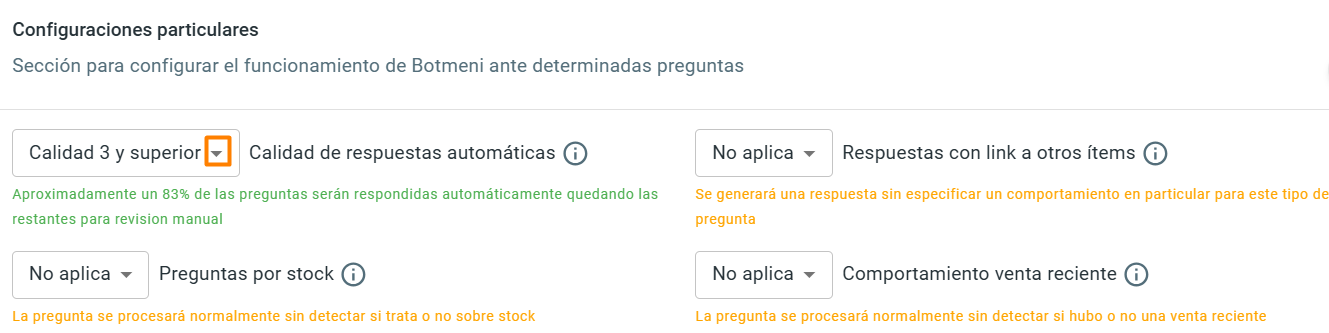 Configuraciones particulares
Sección para configurar el funcionamiento de Botmeni ante determinadas preguntas
Calidad 3 y superior Calidad de respuestas automáticas
Aproximadamente un 83% de las preguntas serán respondidas automáticamente quedando las
restantes para revision manual
No aplica Respuestas con link a otros ítems
Se generará una respuesta sin especificar un comportamiento en particular para este tipo de
pregunta
No aplica Preguntas por stock
La pregunta se procesará normalmente sin detectar si trata o no sobre stock
No aplica Comportamiento venta reciente
La pregunta se procesará normalmente sin detectar si hubo o no una venta reciente